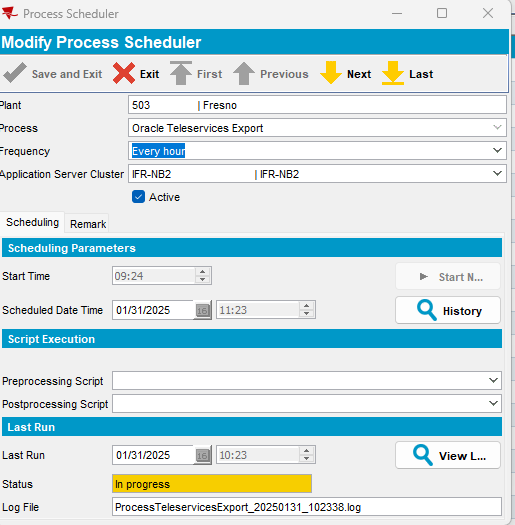 Process Scheduler
Modify Process Scheduler
Save and Exit Exit First Previous Next Last
Plant 503 | Fresno
Process Oracle Teleservices Export
Frequency Every hour
Application Server Cluster IFR-NB2 | IFR-NB2
Active
Scheduling Remark
Scheduling Parameters
Start Time 09:24 Start N...
Scheduled Date Time 01/31/2025 16 11:23 History
Script Execution
Preprocessing Script
Postprocessing Script
Last Run
Last Run 01/31/2025 16 10:23 View L...
Status In progress
Log File ProcessTeleservicesExport_20250131_102338.log